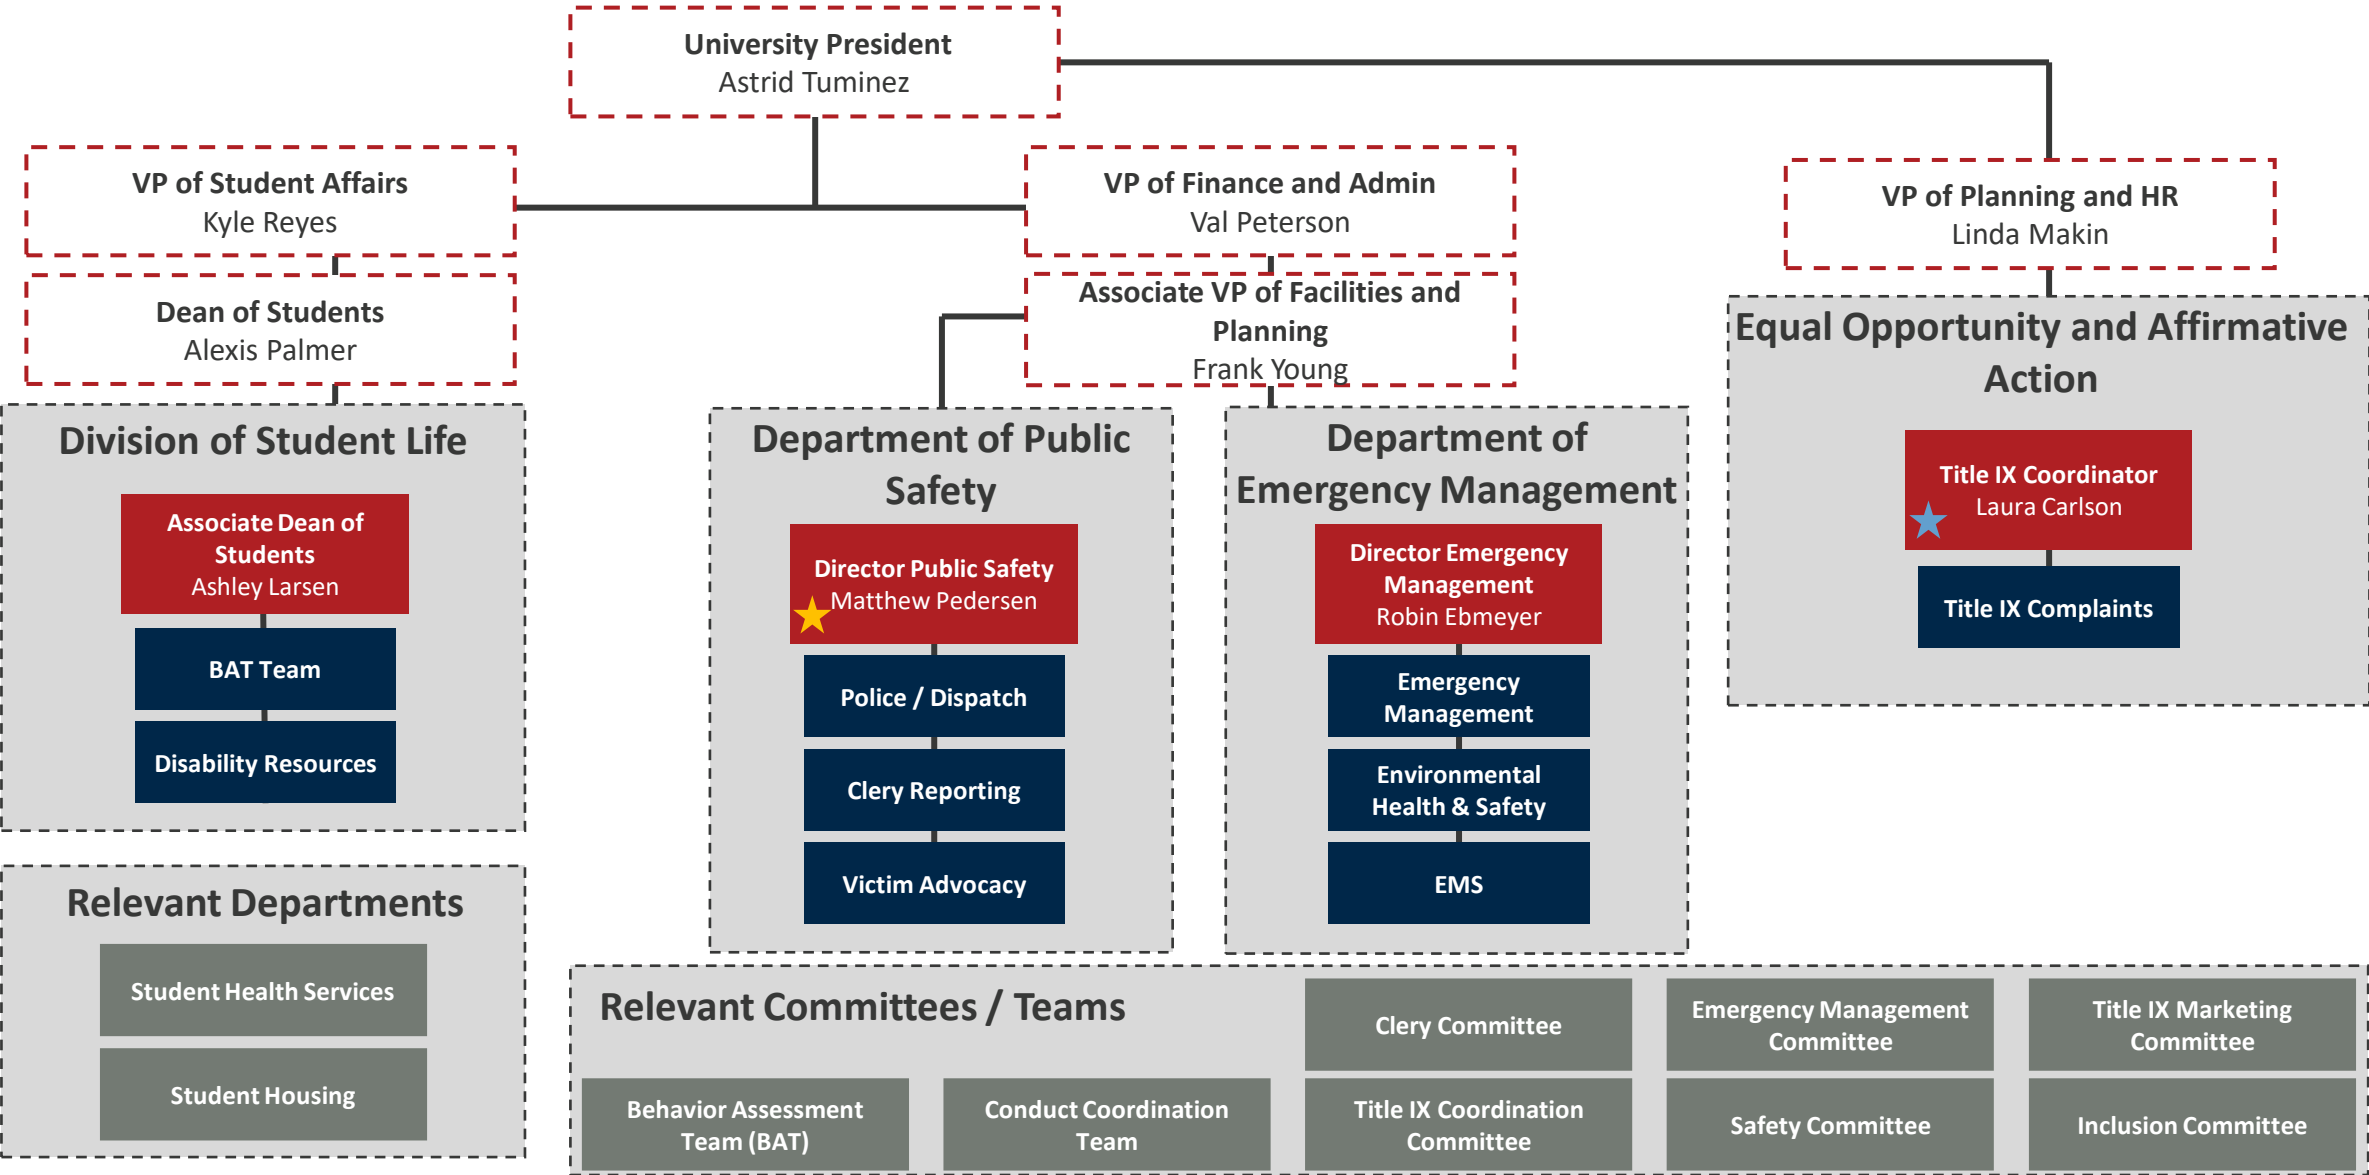 University President
Astrid Tuminez
VP of Student Affairs
Kyle Reyes
VP of Finance and Admin
Val Peterson
VP of Planning and HR
Linda Makin
Dean of Students
Alexis Palmer
Associate VP of Facilities and
Planning
Frank Young
Division of Student Life
Associate Dean of
Students
Ashley Larsen
BAT Team
Disability Resources
Department of Public
Safety
Director Public Safety
Matthew Pedersen
Police / Dispatch
Clery Reporting
Victim Advocacy
Department of
Emergency Management
Director Emergency
Management
Robin Ebmeyer
Emergency
Management
Environmental
Health & Safety
EMS
Equal Opportunity and Affirmative
Action
Title IX Coordinator
Laura Carlson
Title IX Complaints
Relevant Departments
Student Health Services
Student Housing
Relevant Committees / Teams
Clery Committee
Emergency Management
Committee
Title IX Marketing
Committee
Behavior Assessment
Team (BAT)
Conduct Coordination
Team
Title IX Coordination
Committee
Safety Committee
Inclusion Committee